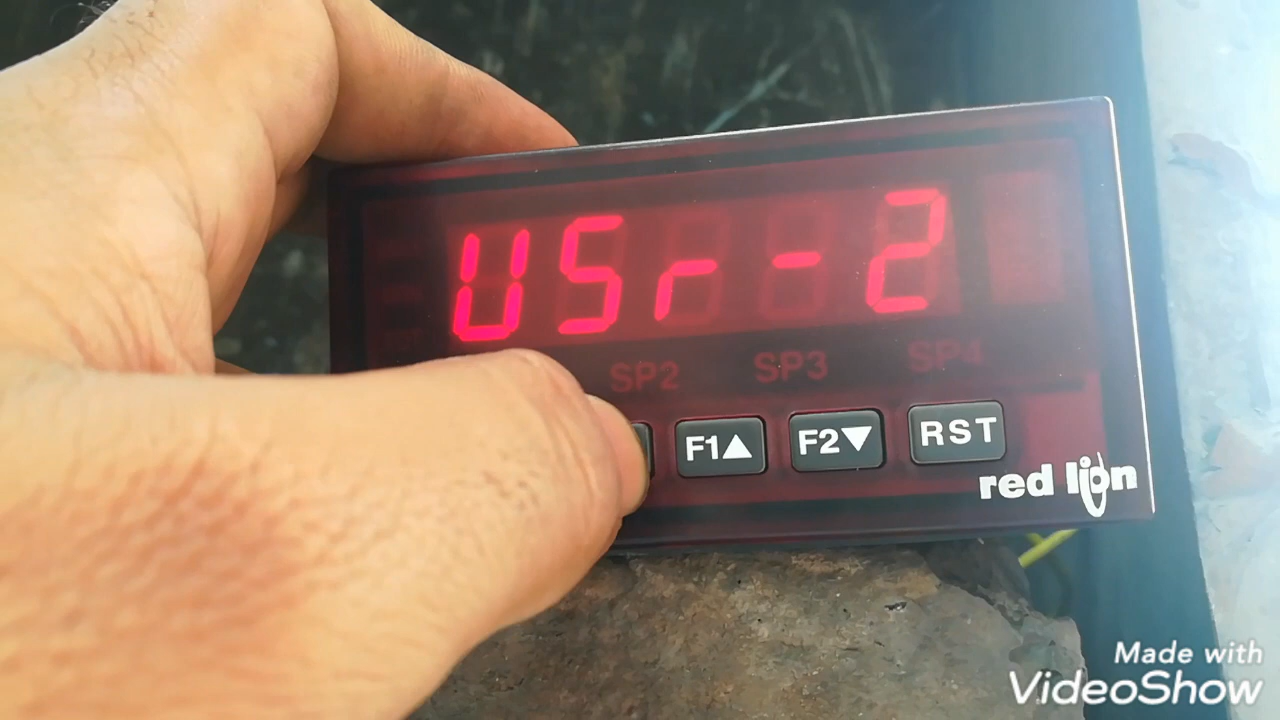 USr-2
SP2 SP3 SP4
F1▲ F2▼ RST
red lion
Made with
VideoShow